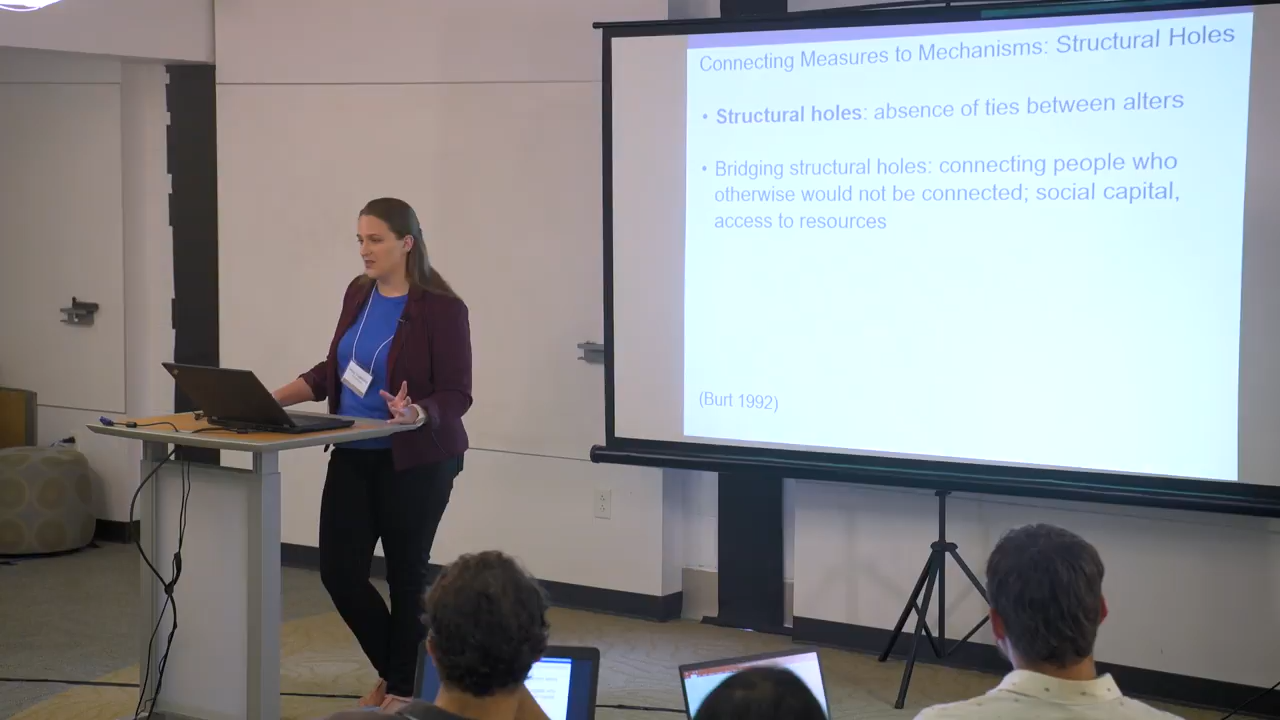 Connecting Measures to Mechanisms: Structural Holes
• Structural holes: absence of ties between alters
• Bridging structural holes: connecting people who
otherwise would not be connected; social capital,
access to resources
(Burt 1992)